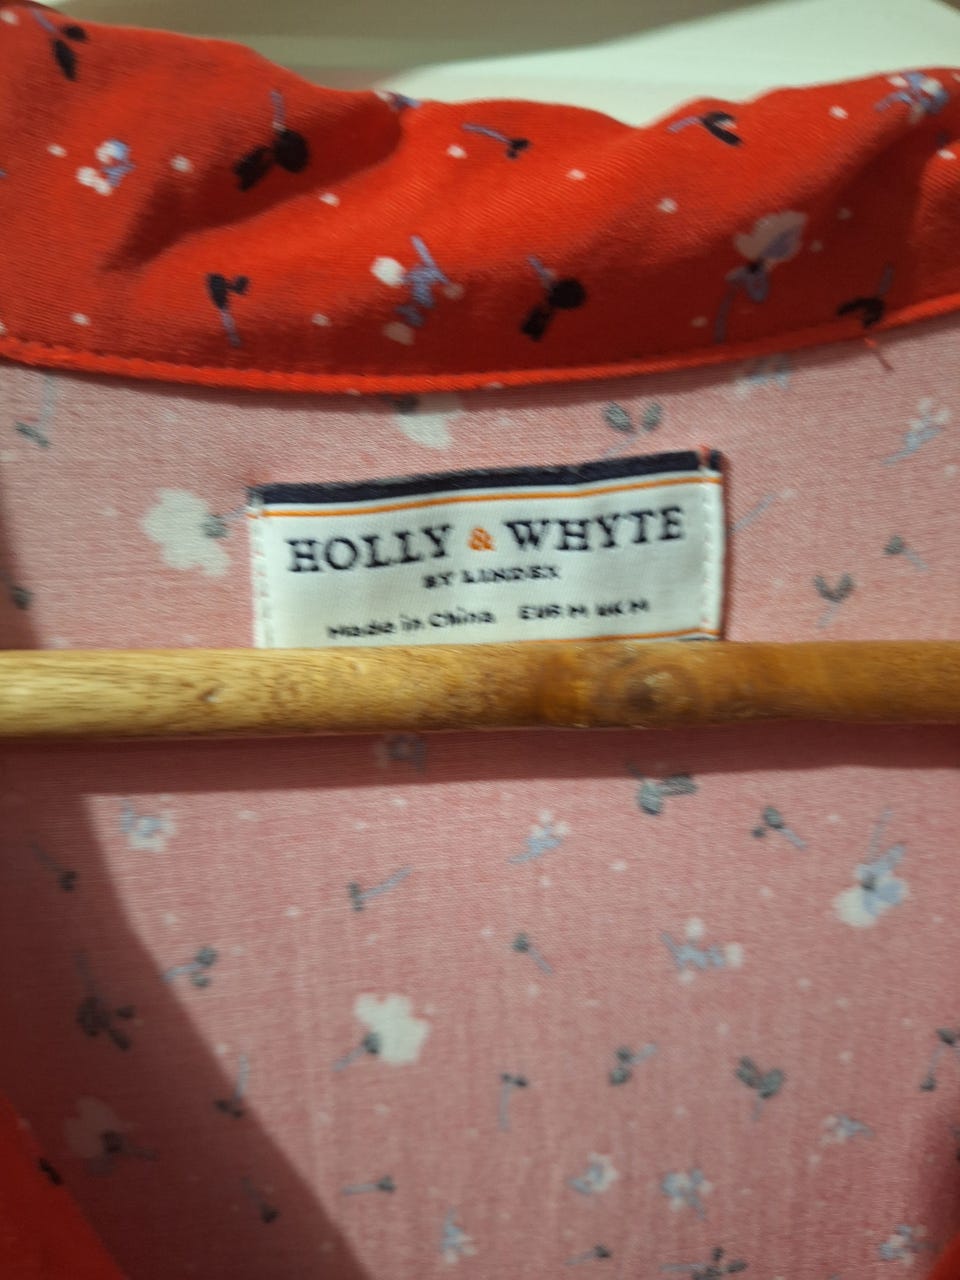 HOLLY & WHYTE
BY LINDEX
Made in China EUR M UK M